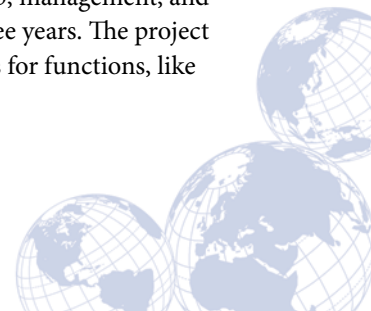 management, and
ee years. The project
for functions, like